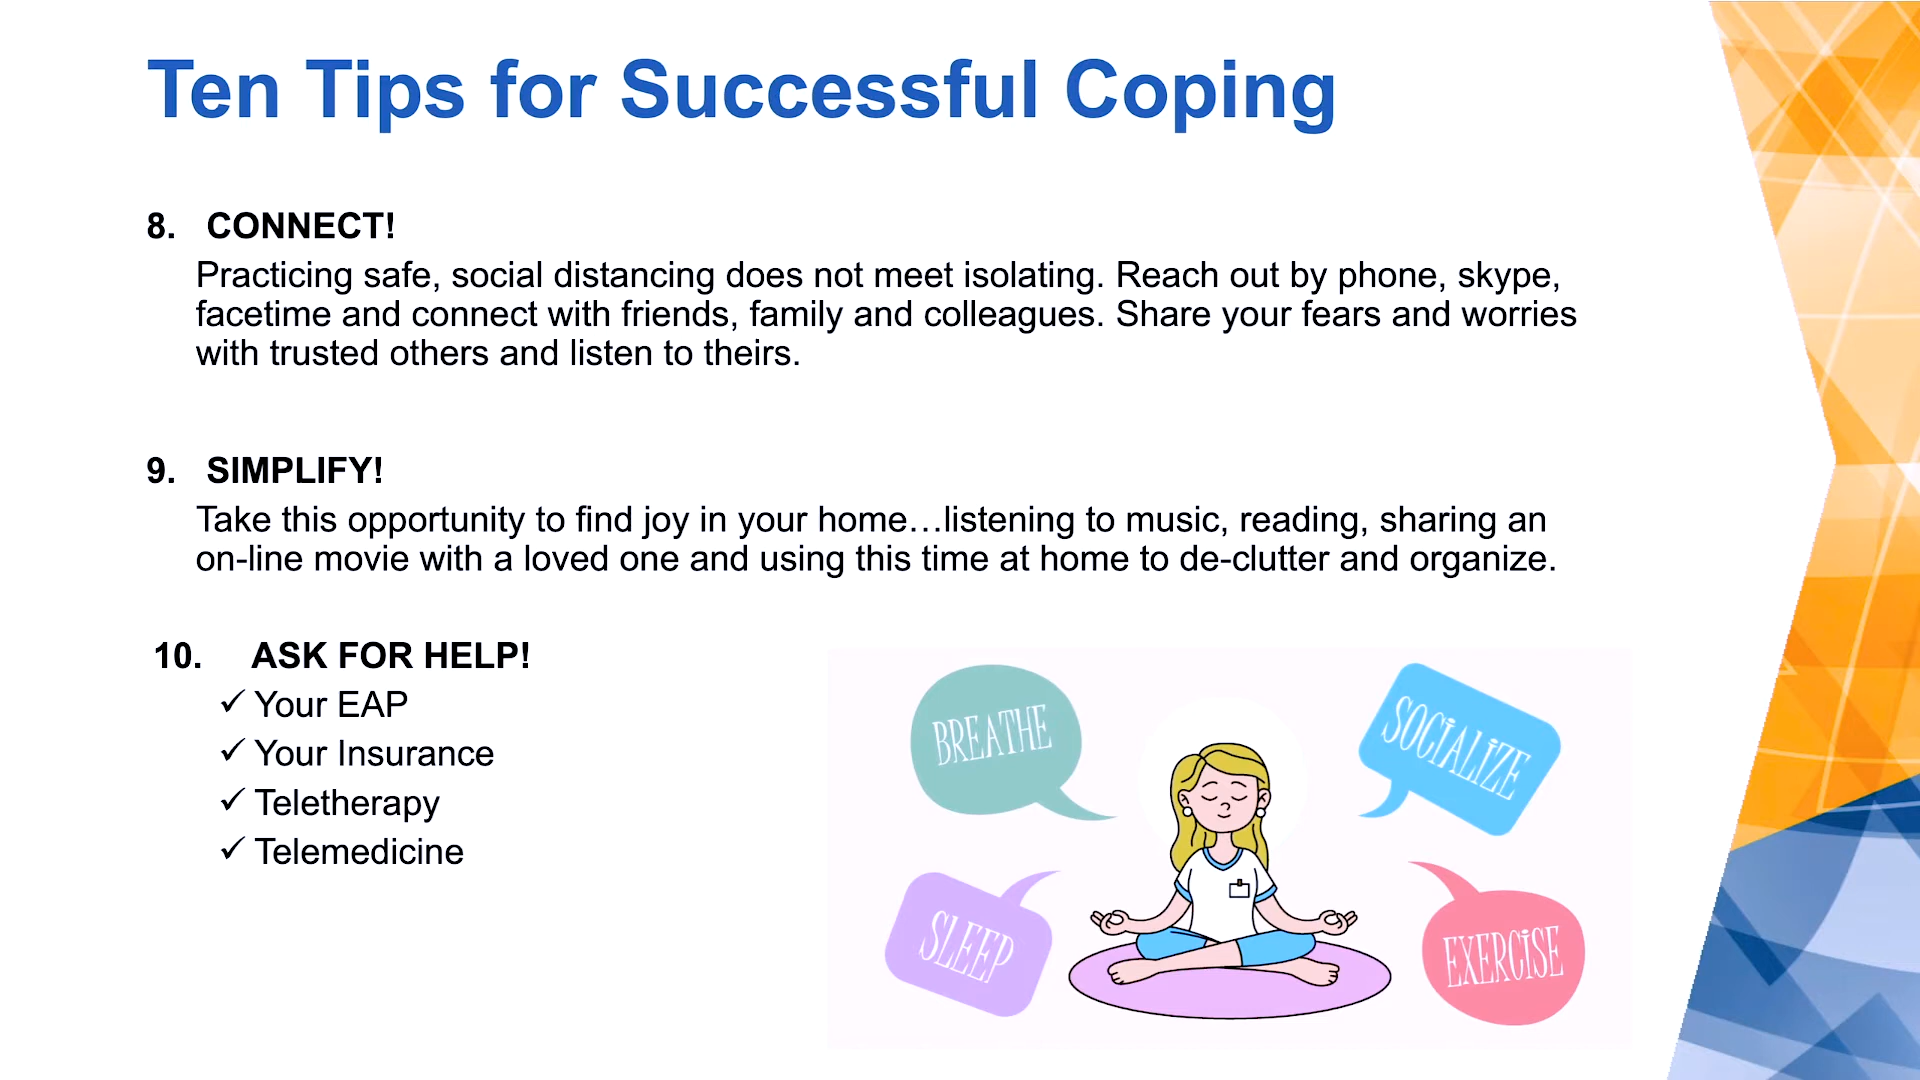 Ten Tips for Successful Coping
8. CONNECT!
Practicing safe, social distancing does not meet isolating. Reach out by phone, skype,
facetime and connect with friends, family and colleagues. Share your fears and worries
with trusted others and listen to theirs.
9. SIMPLIFY!
Take this opportunity to find joy in your home…listening to music, reading, sharing an
on-line movie with a loved one and using this time at home to de-clutter and organize.
10. ASK FOR HELP!
✓ Your EAP
✓ Your Insurance
✓ Teletherapy
✓ Telemedicine
BREATHE
SOCIALIZE
SLEEP
EXERCISE